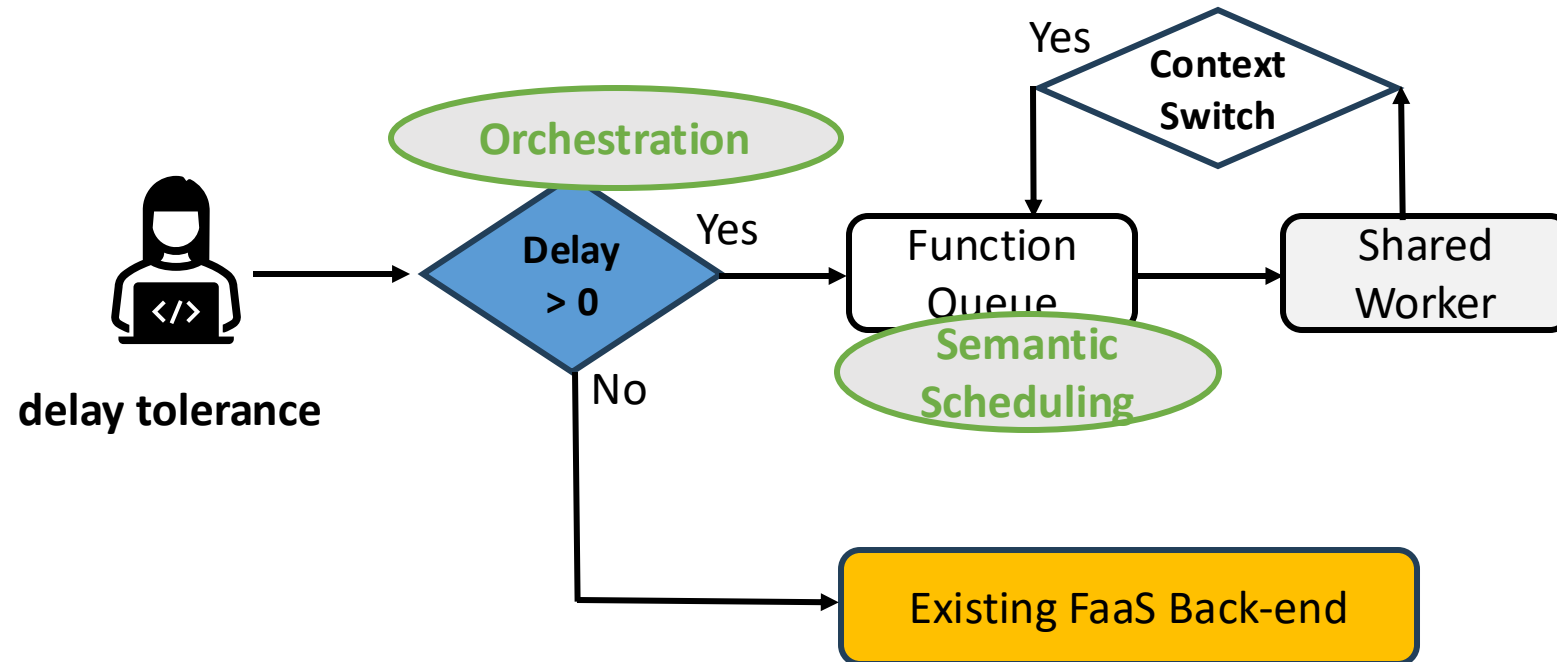 Yes
Context
Switch
Orchestration
Delay
> 0
Yes
Function
Queue
Shared
Worker
</>
Semantic
Scheduling
No
delay tolerance
Existing FaaS Back-end